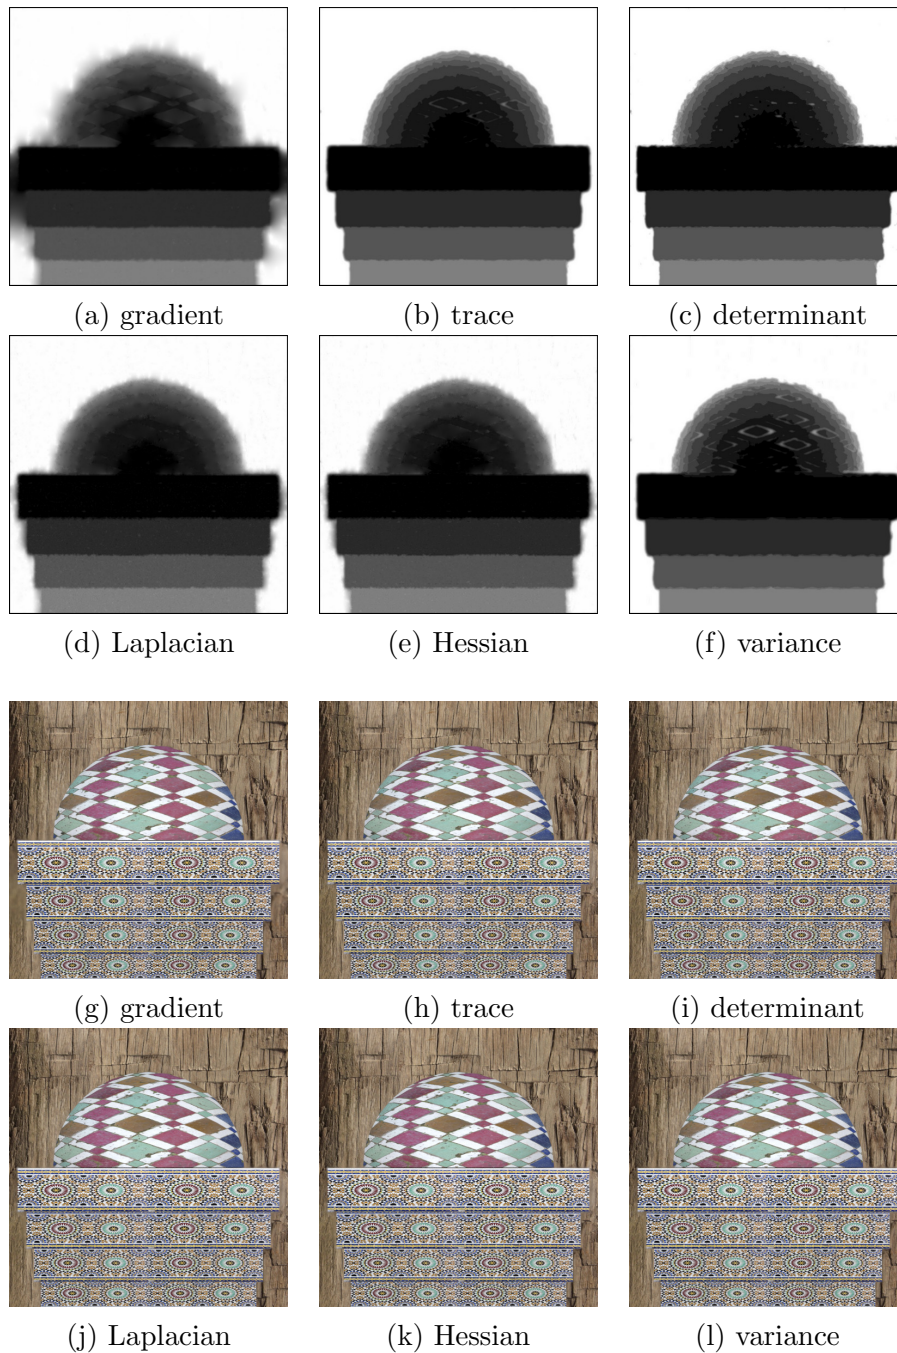 (a) gradient (b) trace (c) determinant
(d) Laplacian (e) Hessian (f) variance
(g) gradient (h) trace (i) determinant
(j) Laplacian (k) Hessian (l) variance